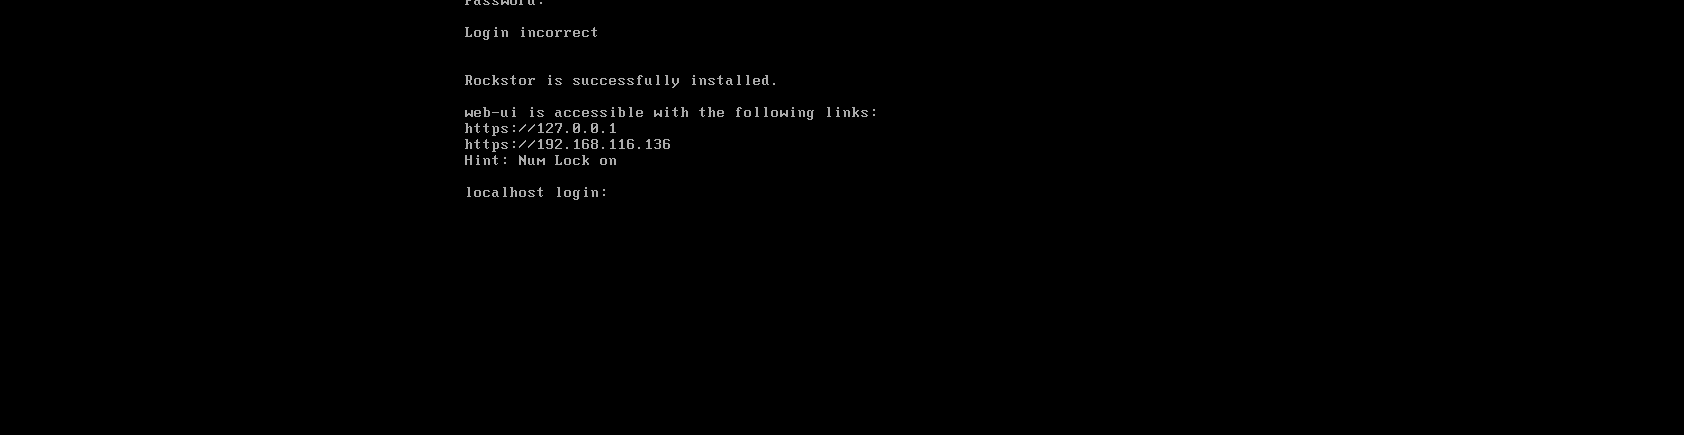 Password:
Login incorrect
Rockstor is successfully installed.
web-ui is accessible with the following links:
https://127.0.0.1
https://192.168.116.136
Hint: Num Lock on
localhost login: